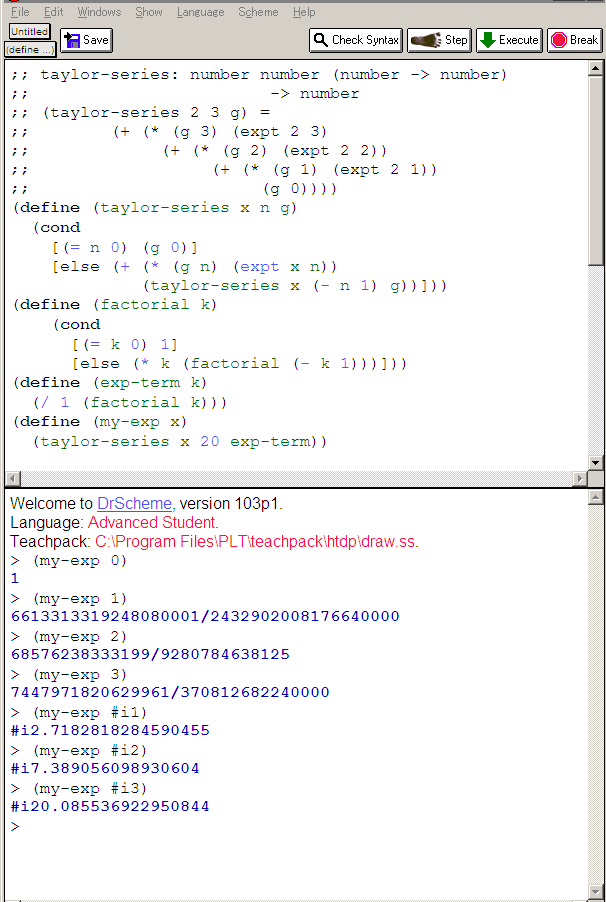 File Edit Windows Show Language Scheme Help
Untitled
(define ...)
Save
Check Syntax
Step
Execute
Break
;; taylor-series: number number (number -> number)
;;                         -> number
;; (taylor-series 2 3 g) =
;;         (+ (* (g 3) (expt 2 3)
;;              (+ (* (g 2) (expt 2 2))
;;                   (+ (* (g 1) (expt 2 1))
;;                        (g 0))))
(define (taylor-series x n g)
  (cond
    [(= n 0) (g 0)]
    [else (+ (* (g n) (expt x n))
             (taylor-series x (- n 1) g))]))
(define (factorial k)
    (cond
      [(= k 0) 1]
      [else (* k (factorial (- k 1)))]))
(define (exp-term k)
  (/ 1 (factorial k)))
(define (my-exp x)
  (taylor-series x 20 exp-term))
Welcome to DrScheme, version 103p1.
Language: Advanced Student.
Teachpack: C:\Program Files\PLT\teachpack\htdp\draw.ss.
> (my-exp 0)
1
> (my-exp 1)
6613313319248080001/2432902008176640000
> (my-exp 2)
68576238333199/9280784638125
> (my-exp 3)
7447971820629961/370812682240000
> (my-exp #i1)
#i2.7182818284590455
> (my-exp #i2)
#i7.389056098930604
> (my-exp #i3)
#i20.085536922950844
>